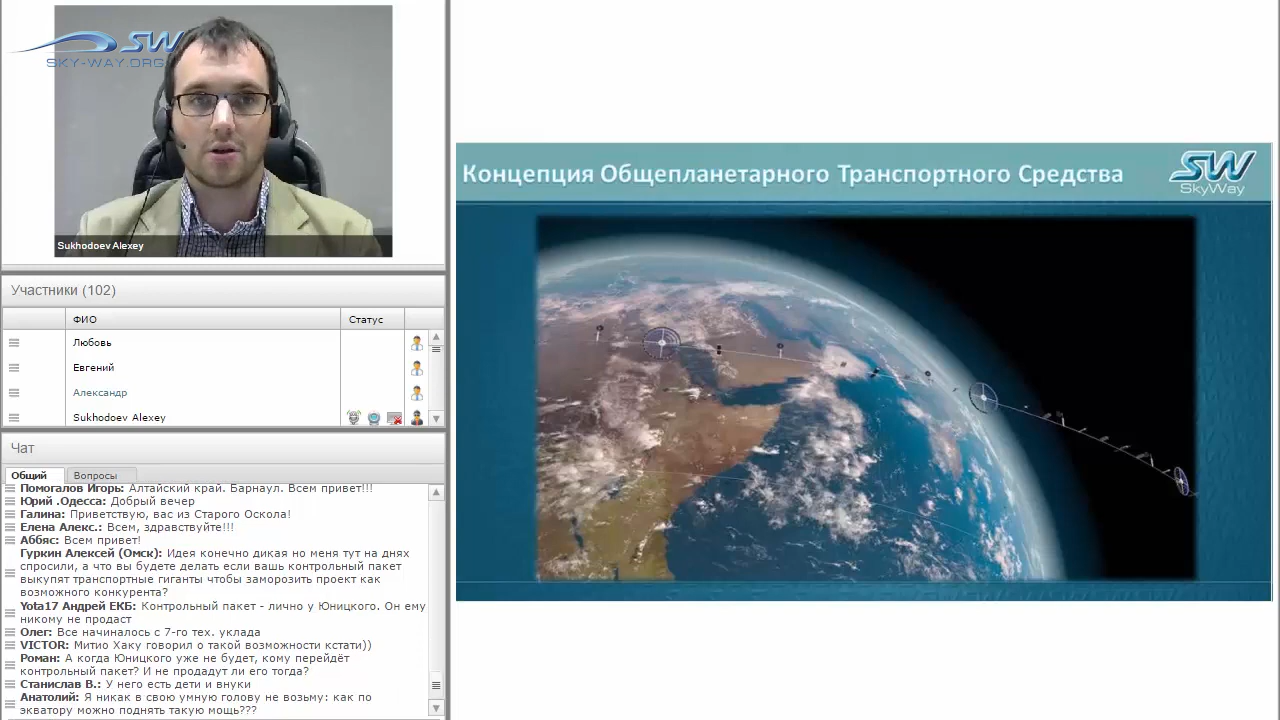 SW
SKY-WAY.ORG
Sukhodoev Alexey
Участники (102)
ФИО
Статус
Любовь
Евгений
Александр
Sukhodoev Alexey
Чат
Общий
Вопросы
Помогалов Игорь: Алтайский край. Барнаул. Всем привет!!!
Юрий .Одесса: Добрый вечер
Галина: Приветствую, вас из Старого Оскола!
Елена Алекс.: Всем, здравствуйте!!!
Аббяс: Всем привет!
Гуркин Алексей (Омск): Идея конечно дикая но меня тут на днях
спросили, а что вы будете делать если вашь контрольный пакет
выкупят транспортные гиганты чтобы заморозить проект как
возможного конкурента?
Yota17 Андрей ЕКБ: Контрольный пакет - лично у Юницкого. Он ему
никому не продаст
Олег: Все начиналось с 7-го тех. уклада
VICTOR: Митио Хаку говорил о такой возможности кстати))
Роман: А когда Юницкого уже не будет, кому перейдёт
контрольный пакет? И не продадут ли его тогда?
Станислав В.: У него есть дети и внуки
Анатолий: Я никак в свою умную голову не возьму: как по
экватору можно поднять такую мощь???
Концепция Общепланетарного Транспортного Средства
SW
SkyWay